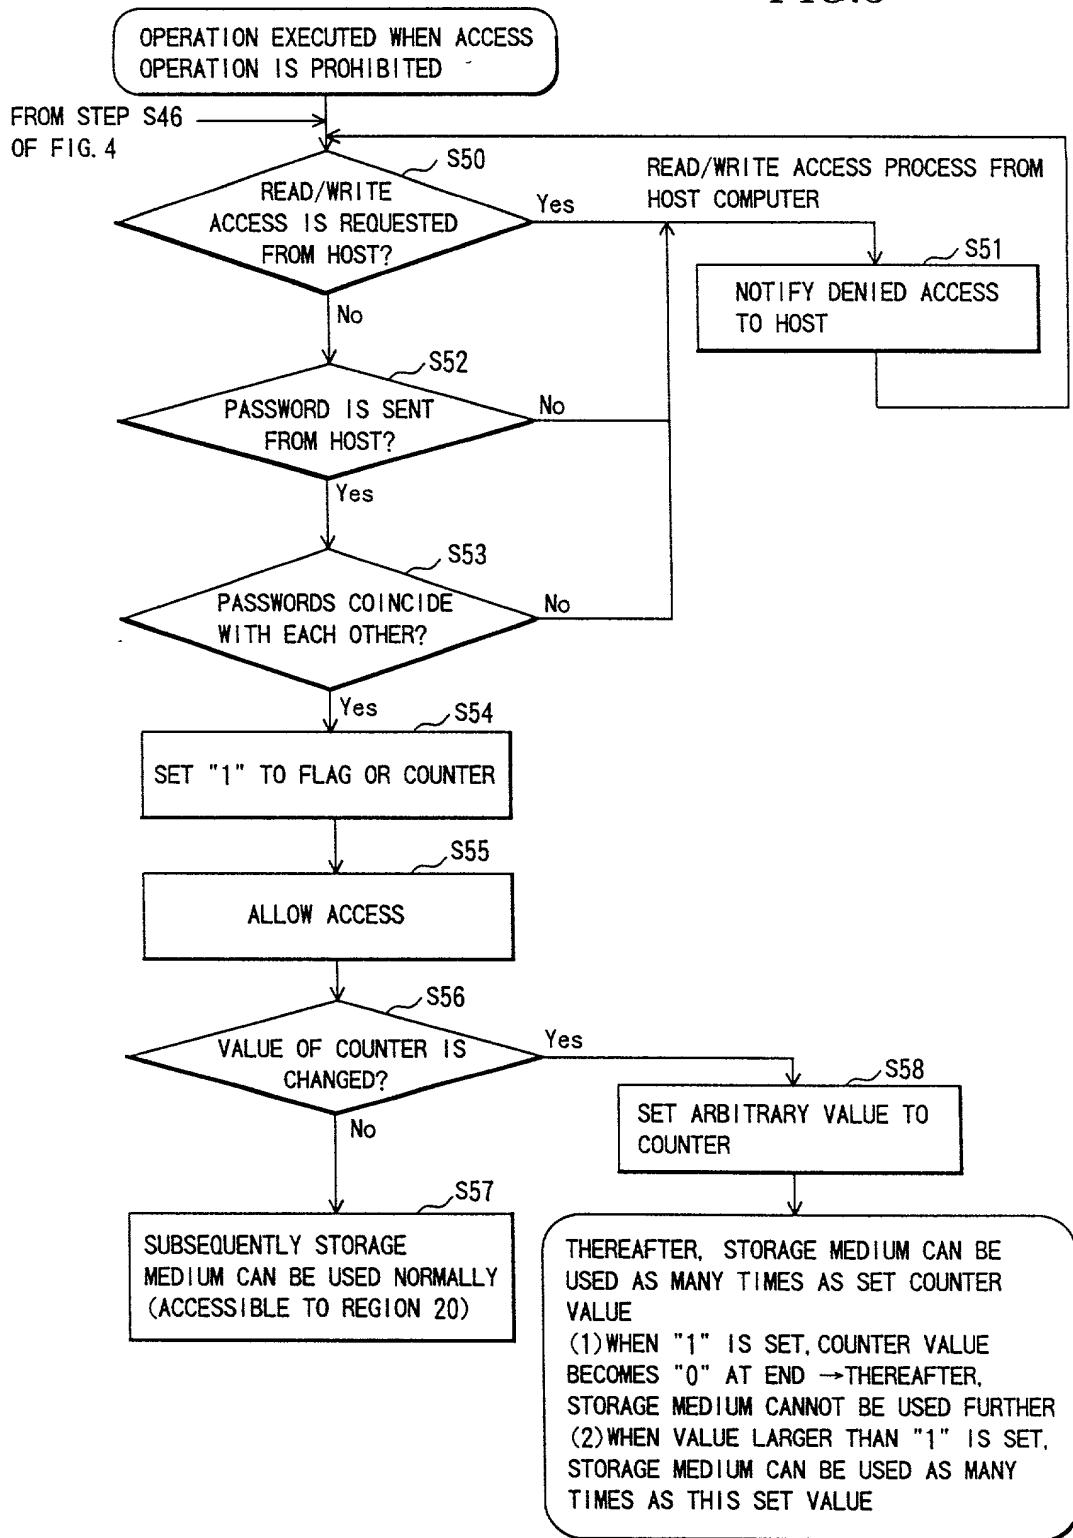 OPERATION EXECUTED WHEN ACCESS
OPERATION IS PROHIBITED
FROM STEP S46
OF FIG.4
S50
READ/WRITE
ACCESS IS REQUESTED
FROM HOST?
Yes
No
READ/WRITE ACCESS PROCESS FROM
HOST COMPUTER
S51
NOTIFY DENIED ACCESS
TO HOST
S52
PASSWORD IS SENT
FROM HOST?
No
Yes
S53
PASSWORDS COINCIDE
WITH EACH OTHER?
No
Yes
S54
SET "1" TO FLAG OR COUNTER
S55
ALLOW ACCESS
S56
VALUE OF COUNTER IS
CHANGED?
Yes
No
S58
SET ARBITRARY VALUE TO
COUNTER
S57
SUBSEQUENTLY STORAGE
MEDIUM CAN BE USED NORMALLY
(ACCESSIBLE TO REGION 20)
THEREAFTER, STORAGE MEDIUM CAN BE
USED AS MANY TIMES AS SET COUNTER
VALUE
(1)WHEN "1" IS SET, COUNTER VALUE
BECOMES "0" AT END →THEREAFTER,
STORAGE MEDIUM CANNOT BE USED FURTHER
(2)WHEN VALUE LARGER THAN "1" IS SET,
STORAGE MEDIUM CAN BE USED AS MANY
TIMES AS THIS SET VALUE